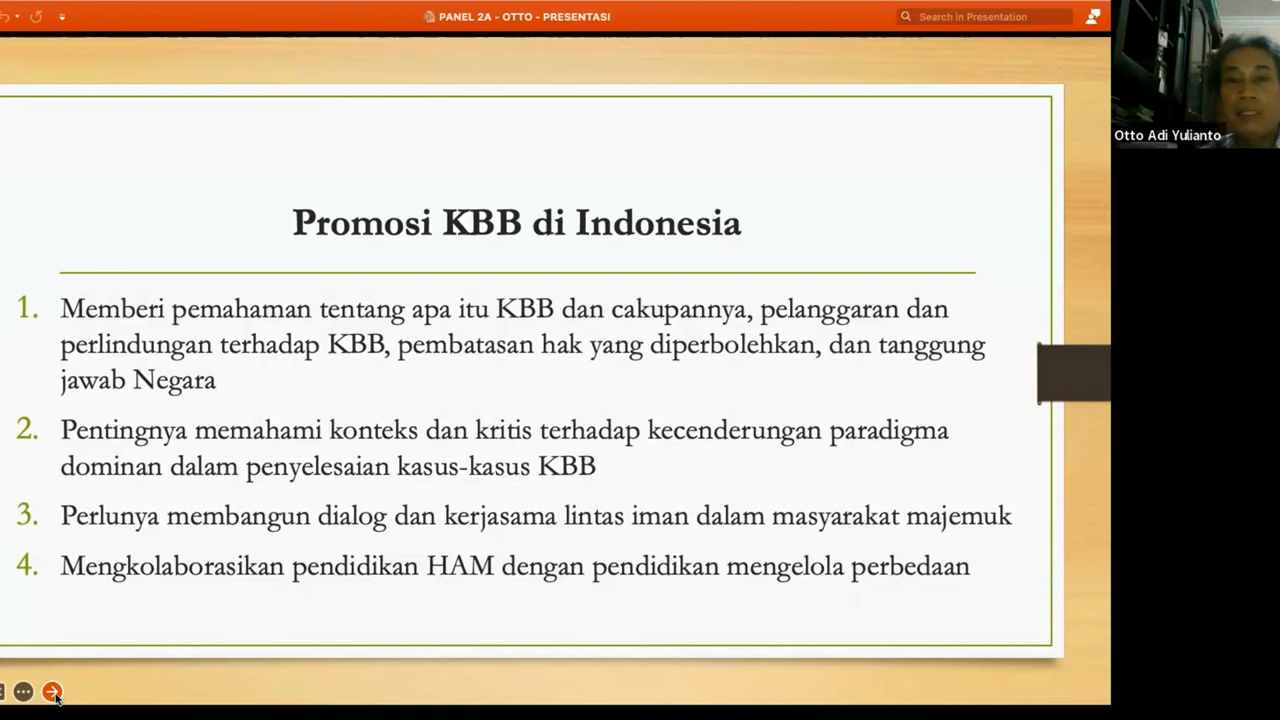 PANEL 2A - OTTO - PRESENTASI
Search in Presentation
Otto Adi Yulianto
Promosi KBB di Indonesia
1. Memberi pemahaman tentang apa itu KBB dan cakupannya, pelanggaran dan
perlindungan terhadap KBB, pembatasan hak yang diperbolehkan, dan tanggung
jawab Negara
2. Pentingnya memahami konteks dan kritis terhadap kecenderungan paradigma
dominan dalam penyelesaian kasus-kasus KBB
3. Perlunya membangun dialog dan kerjasama lintas iman dalam masyarakat majemuk
4. Mengkolaborasikan pendidikan HAM dengan pendidikan mengelola perbedaan